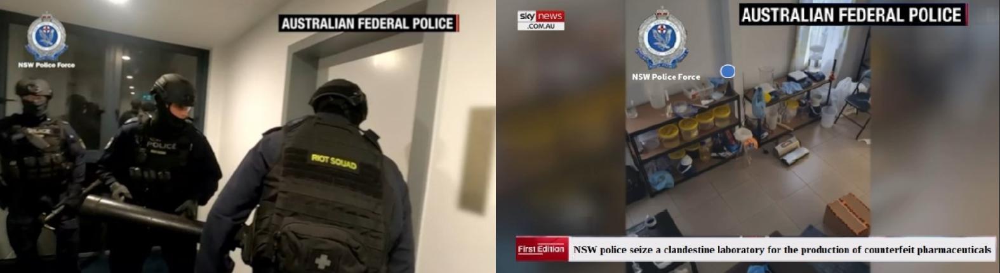 AUSTRALIAN FEDERAL POLICE
NSW Police Force
POLICE
RIOT SQUAD
sky news
.COM.AU
AUSTRALIAN FEDERAL POLICE
NSW Police Force
First Edition
NSW police seize a clandestine laboratory for the production of counterfeit pharmaceuticals